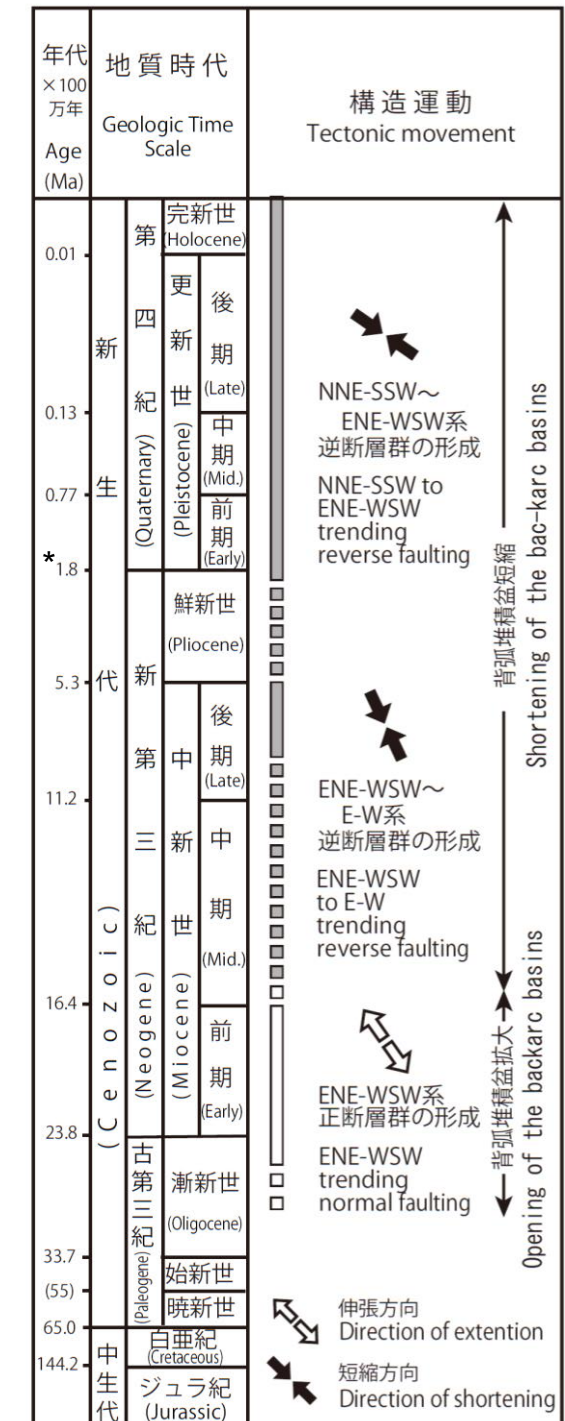 年代
×100
万年
Age
(Ma)
地質時代
Geologic Time
Scale
構造運動
Tectonic movement
0.01
0.13
0.77
*
1.8
5.3
11.2
16.4
23.8
33.7
(55)
65.0
144.2
新生代
(Cenozoic)
中生代
第四紀
(Quaternary)
新第三紀
(Neogene)
古第三紀
(Paleogene)
完新世
(Holocene)
更新世
(Pleistocene)
後期
(Late)
中期
(Mid.)
前期
(Early)
鮮新世
(Pliocene)
中新世
(Miocene)
後期
(Late)
中期
(Mid.)
前期
(Early)
漸新世
(Oligocene)
始新世
暁新世
白亜紀
(Cretaceous)
ジュラ紀
(Jurassic)
NNE-SSW～
ENE-WSW系
逆断層群の形成
NNE-SSW to
ENE-WSW
trending
reverse faulting
ENE-WSW～
E-W系
逆断層群の形成
ENE-WSW
to E-W
trending
reverse faulting
ENE-WSW系
正断層群の形成
ENE-WSW
trending
normal faulting
背弧堆積盆短縮
Shortening of the bac-karc basins
背弧堆積盆拡大
Opening of the backarc basins
伸張方向
Direction of extention
短縮方向
Direction of shortening